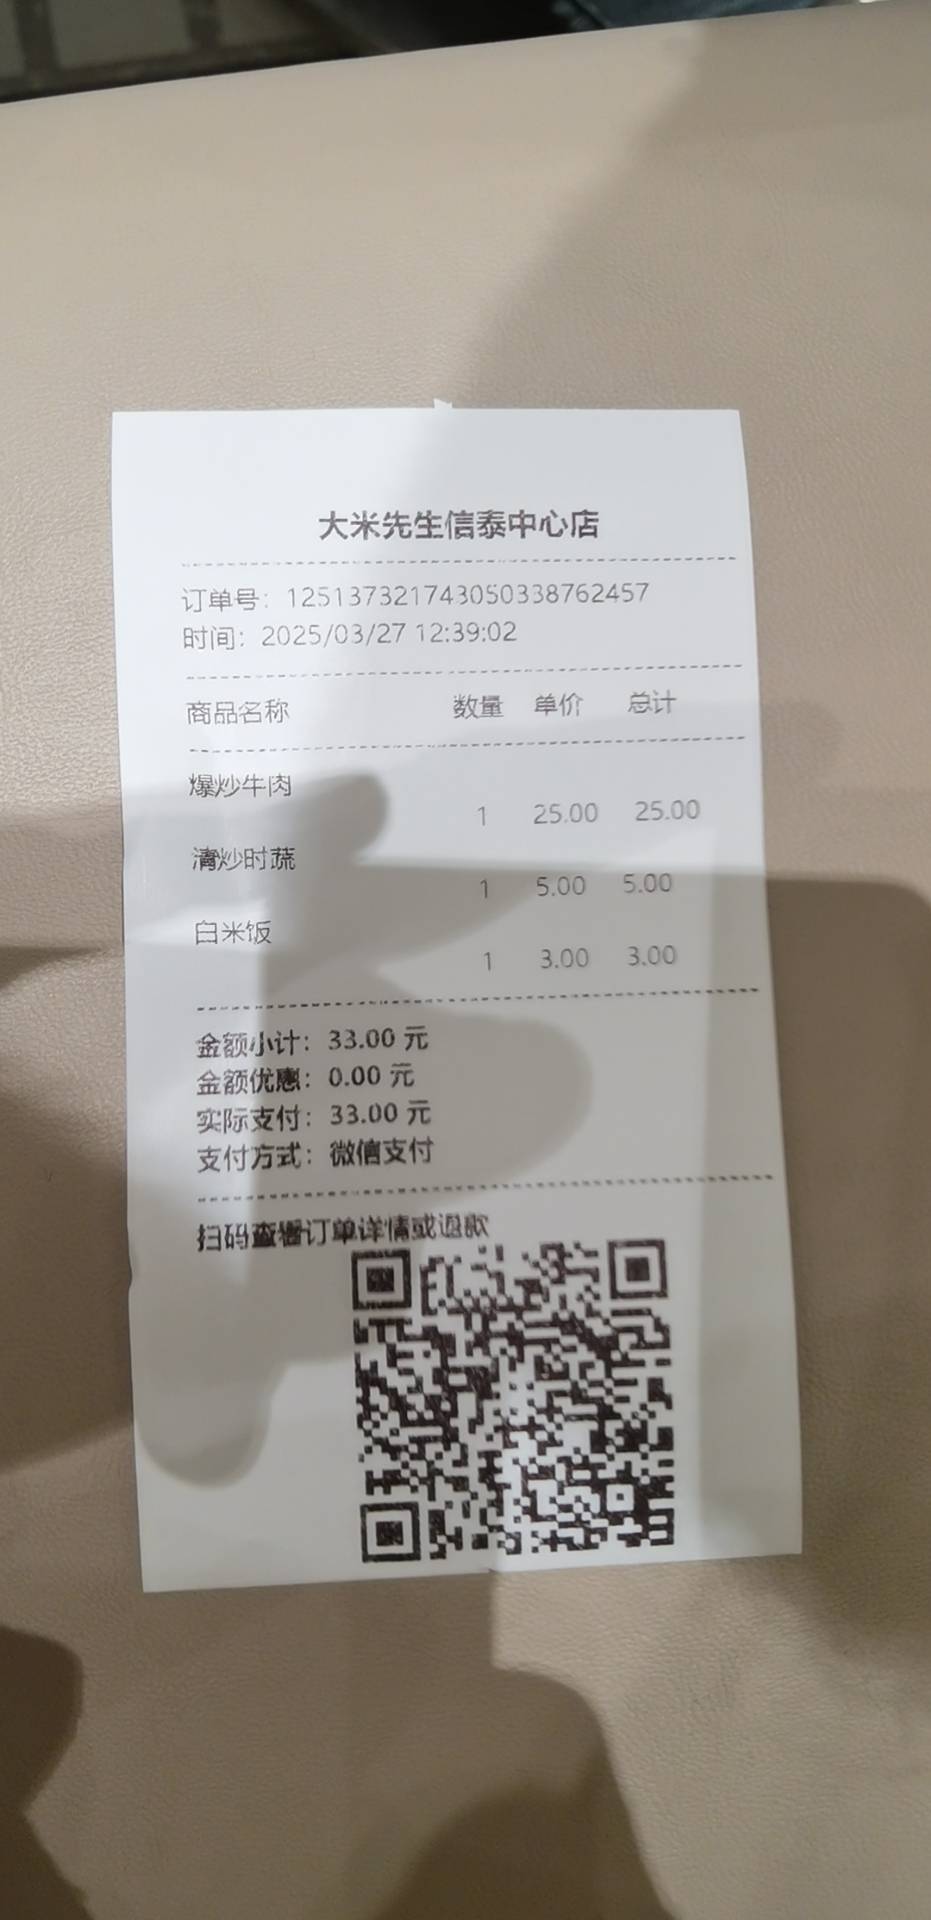 大米先生信泰中心店
订单号：1251373217430503338762457
时间：2025/03/27 12:39:02
商品名称 数量 单价 总计
爆炒牛肉
1 25.00 25.00
清炒时蔬
1 5.00 5.00
白米饭
1 3.00 3.00
金额小计：33.00 元
金额优惠：0.00 元
实际支付：33.00 元
支付方式：微信支付
扫码查看订单详情或退款